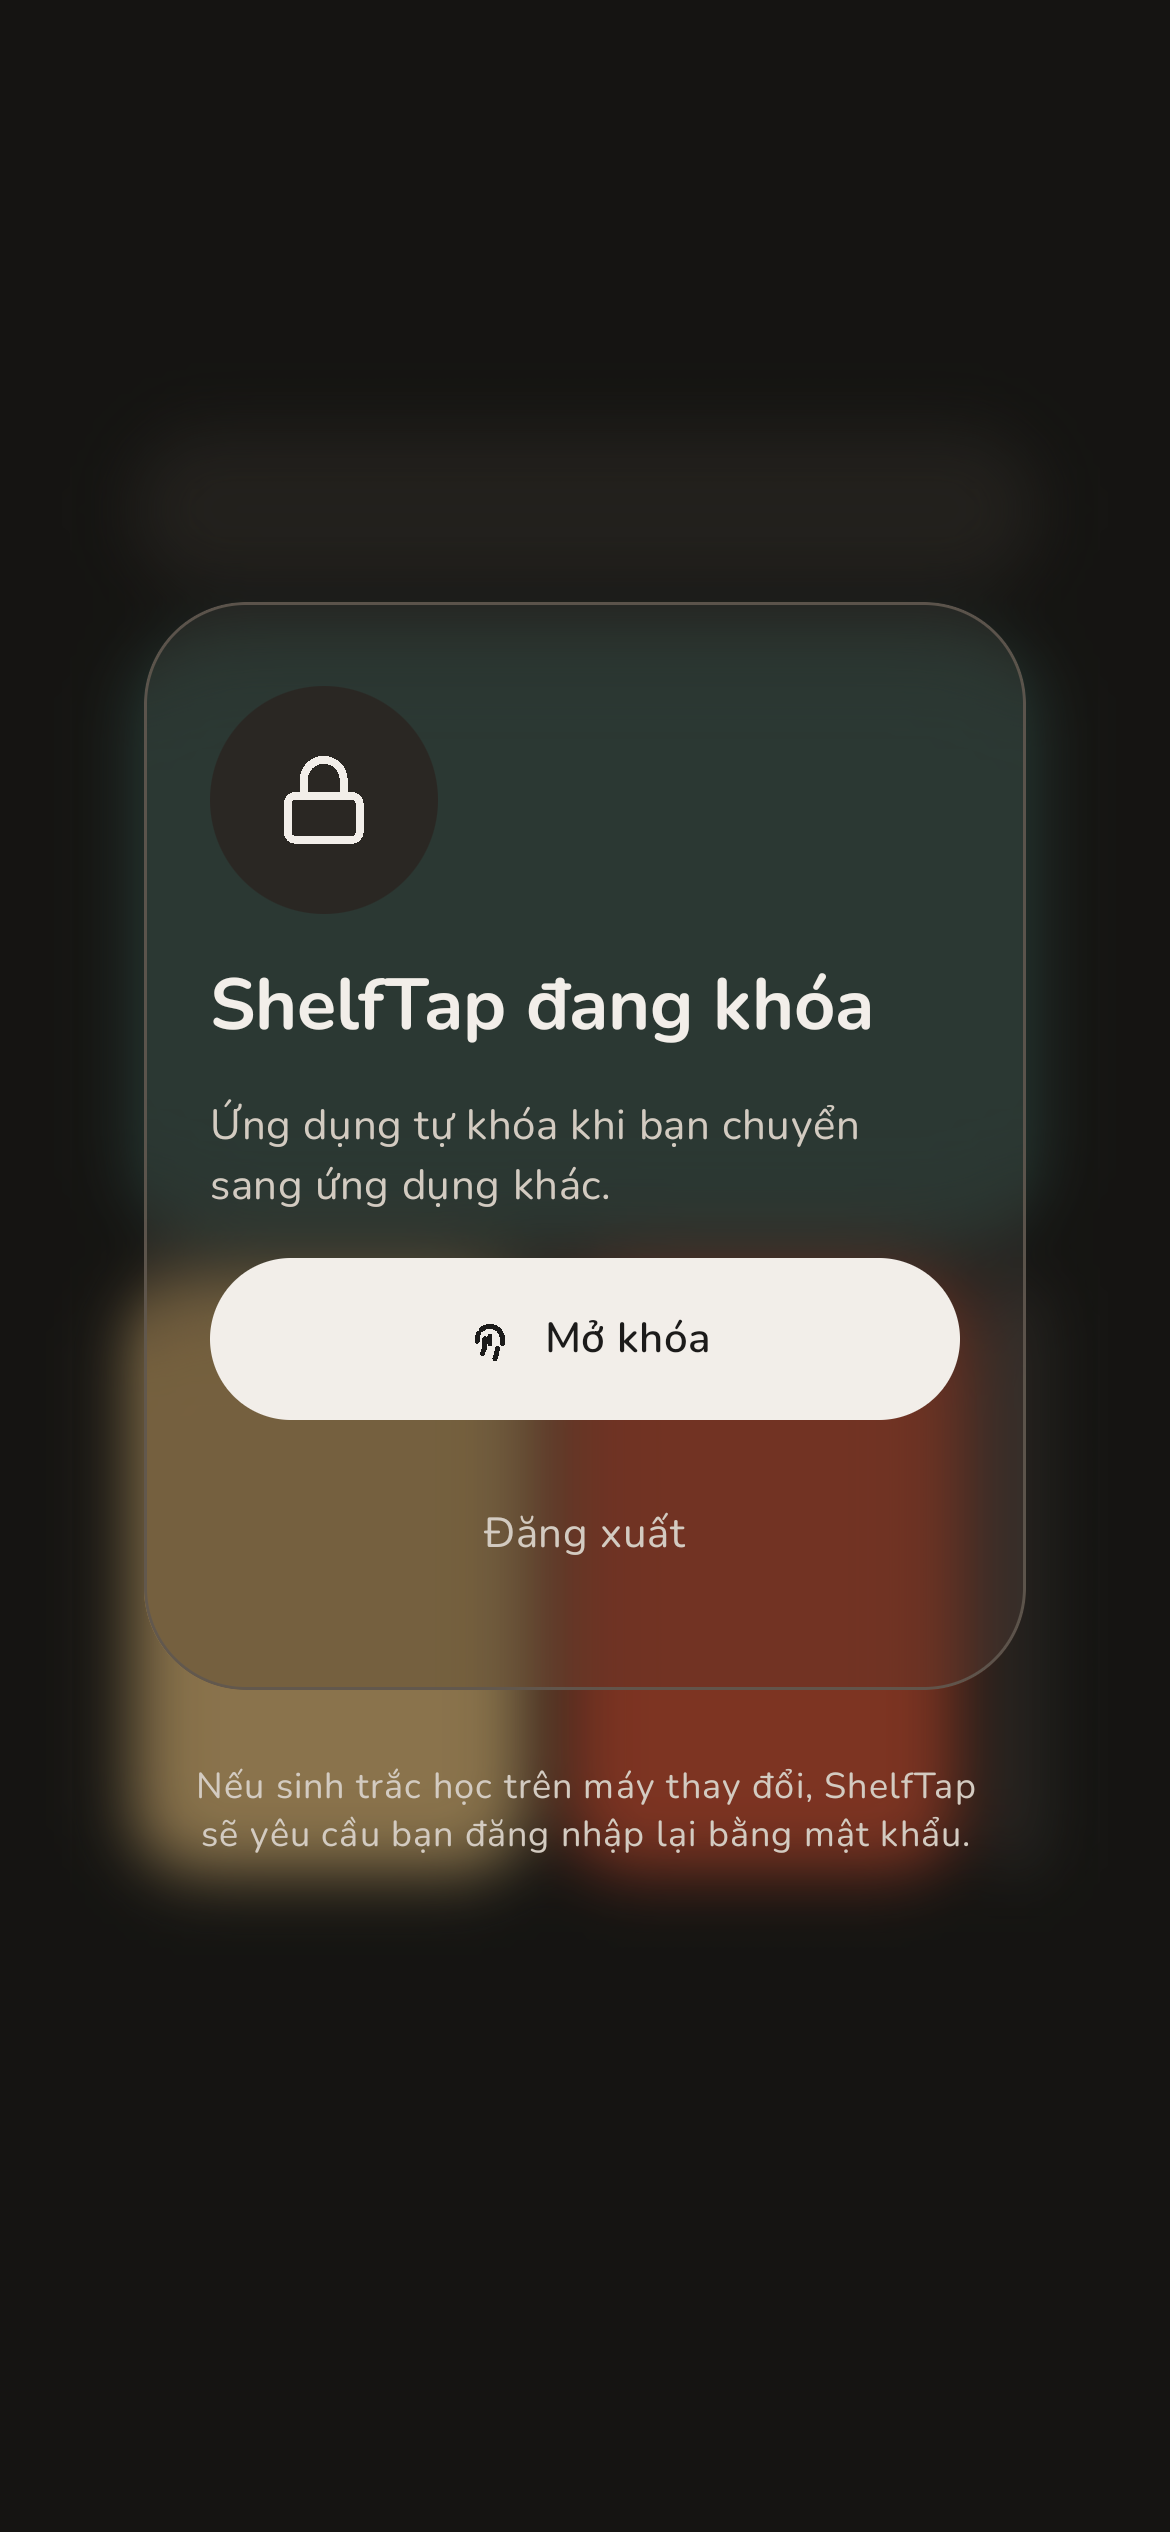 ShelfTap đang khóa
Ứng dụng tự khóa khi bạn chuyển
sang ứng dụng khác.
Mở khóa
Đăng xuất
Nếu sinh trắc học trên máy thay đổi, ShelfTap
sẽ yêu cầu bạn đăng nhập lại bằng mật khẩu.